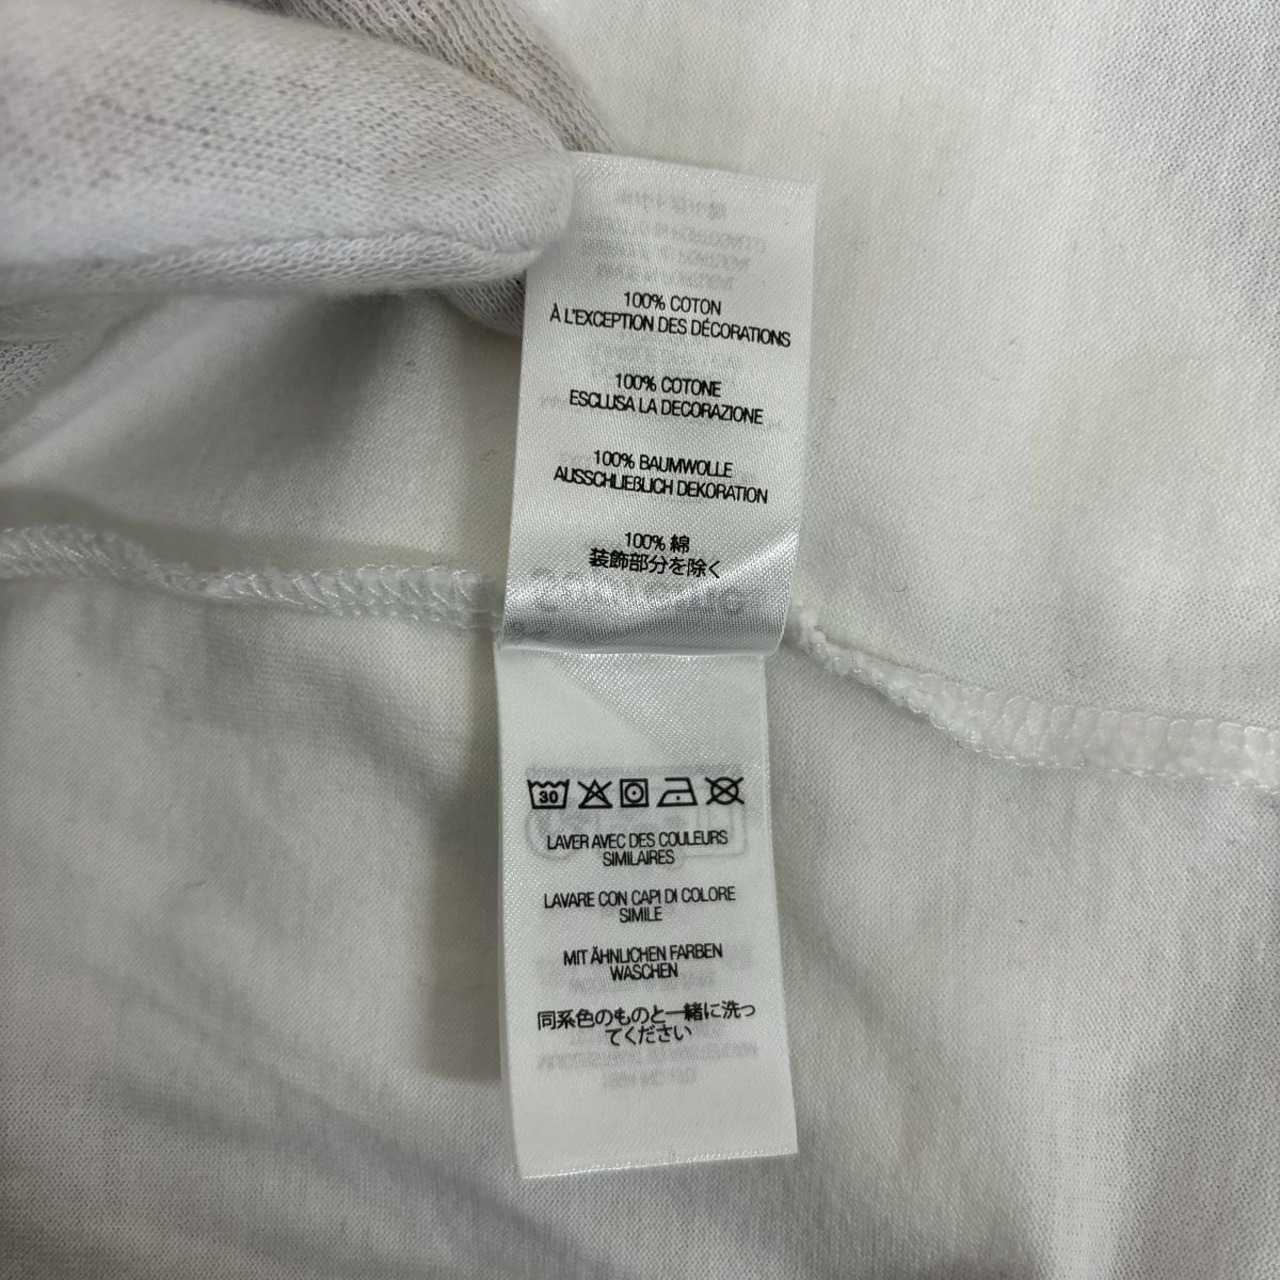 100% COTON
À L'EXCEPTION DES DÉCORATIONS
100% COTONE
ESCLUSA LA DECORAZIONE
100% BAUMWOLLE
AUSSCHLIEßLICH DEKORATION
100% 綿
装飾部分を除く
30
LAVER AVEC DES COULEURS
SIMILAIRES
LAVARE CON CAPI DI COLORE
SIMILE
MIT ÄHNLICHEN FARBEN
WASCHEN
同系色のものと一緒に洗っ
てください